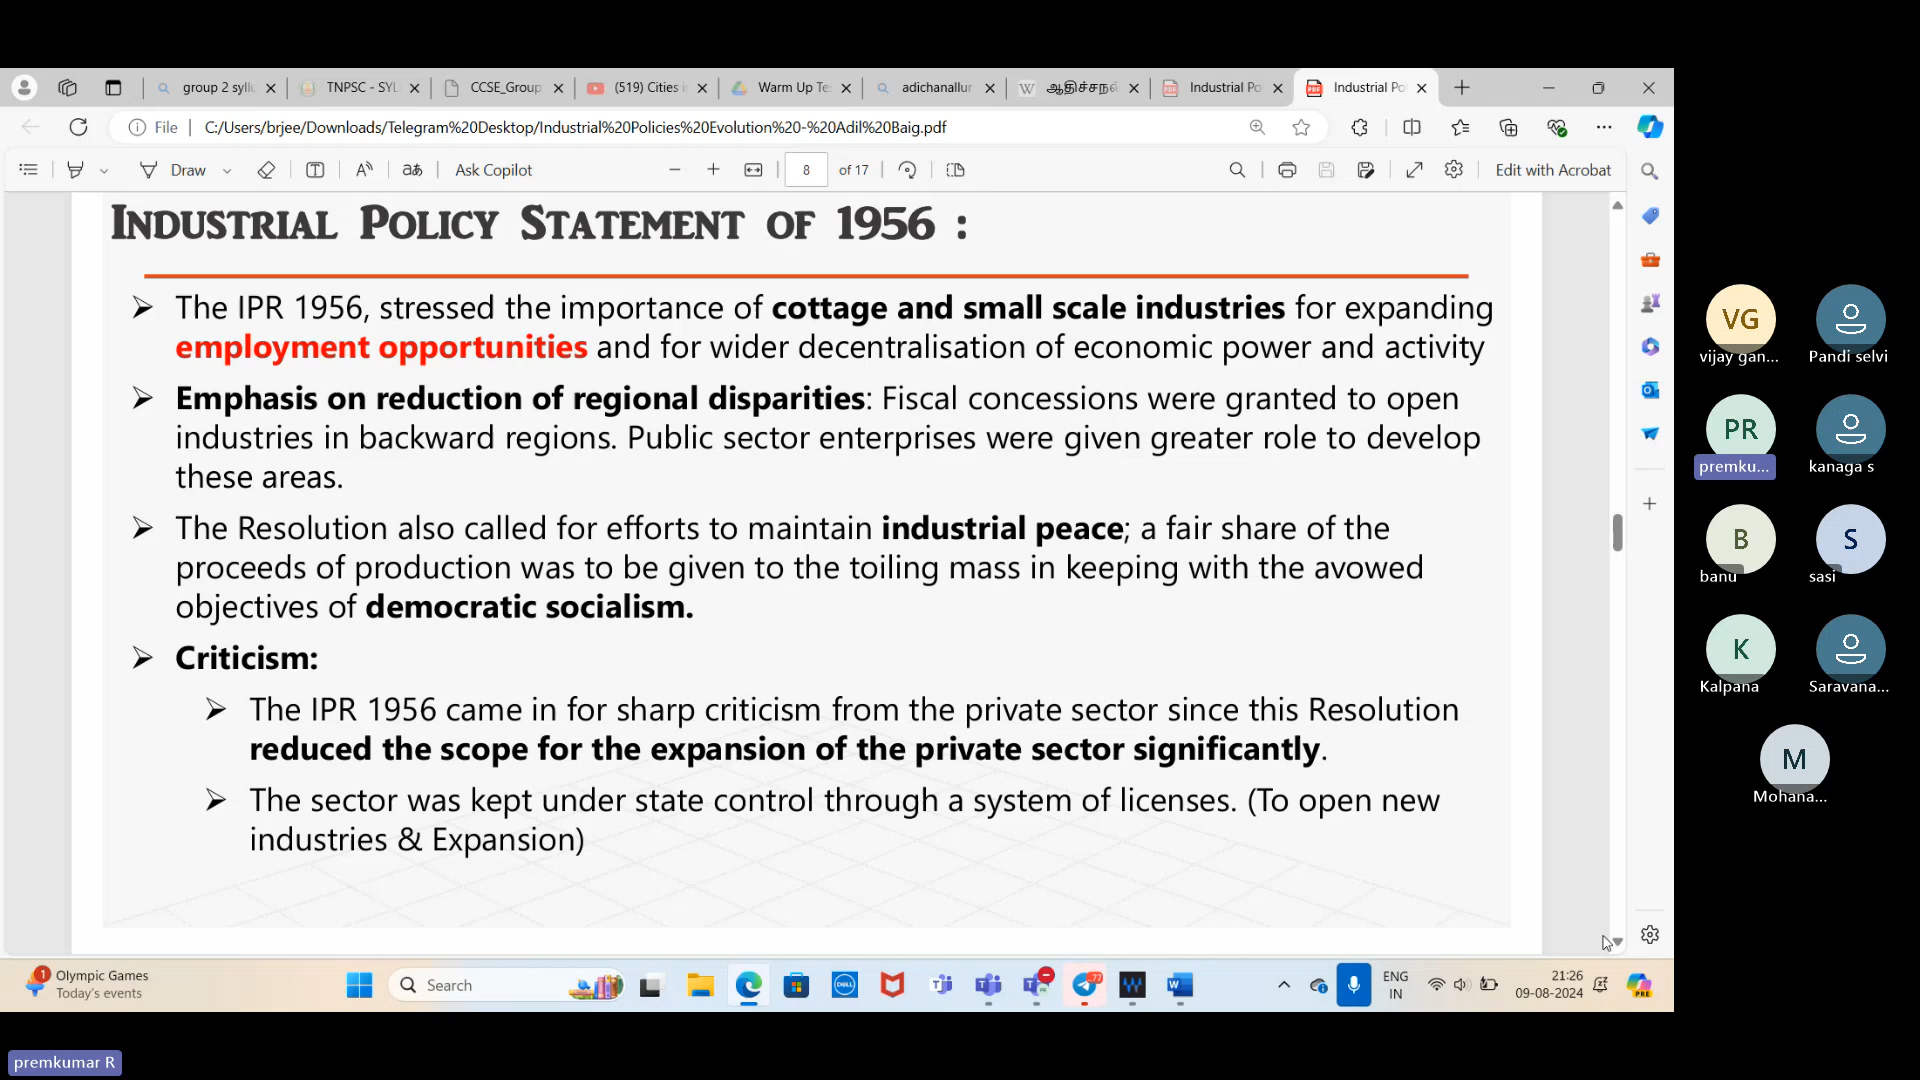 group 2 syll
TNPSC - SYL
CCSE_Group
(519) Cities i
Warm Up Te
adichanallur
Industrial Po
Industrial Po
File
C:/Users/brjee/Downloads/Telegram%20Desktop/Industrial%20Policies%20Evolution%20-%20Adil%20Baig.pdf
Draw
Ask Copilot
8
of 17
Edit with Acrobat
INDUSTRIAL POLICY STATEMENT OF 1956 :
The IPR 1956, stressed the importance of cottage and small scale industries for expanding
employment opportunities and for wider decentralisation of economic power and activity
Emphasis on reduction of regional disparities: Fiscal concessions were granted to open
industries in backward regions. Public sector enterprises were given greater role to develop
these areas.
The Resolution also called for efforts to maintain industrial peace; a fair share of the
proceeds of production was to be given to the toiling mass in keeping with the avowed
objectives of democratic socialism.
Criticism:
The IPR 1956 came in for sharp criticism from the private sector since this Resolution
reduced the scope for the expansion of the private sector significantly.
The sector was kept under state control through a system of licenses. (To open new
industries & Expansion)
VG
vijay gan...
Pandi selvi
PR
premku...
kanaga s
B
banu
S
sasi
K
Kalpana
Saravana...
M
Mohana...
1
Olympic Games
Today's events
Search
DELL
77
W
ENG
IN
21:26
09-08-2024
PRE
premkumar R